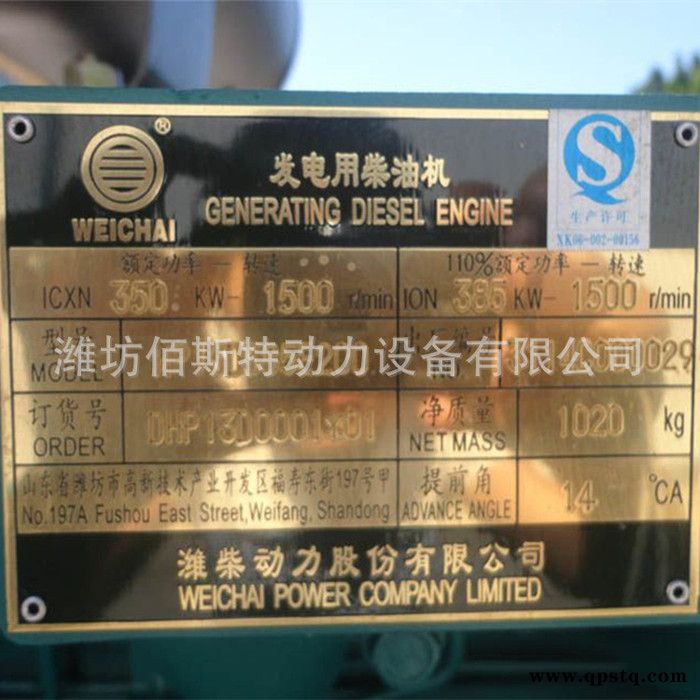 WEICHAI
®
发电用柴油机
GENERATING DIESEL ENGINE
生产许可
XK06-002-00156
额定功率 — 转速
ICXN 350 KW- 1500 r/min
110%额定功率 — 转速
ION 385 KW- 1500 r/min
型号
MODEL
潍坊佰斯特动力设备有限公司
订货号
ORDER DHP13D0001*01
净质量
NET MASS 1020 kg
山东省潍坊市高新技术产业开发区福寿东街197号甲
No.197A Fushou East Street,Weifang, Shandong
提前角
ADVANCE ANGLE 14 °CA
潍柴动力股份有限公司
WEICHAI POWER COMPANY LIMITED
www.qpstq.com